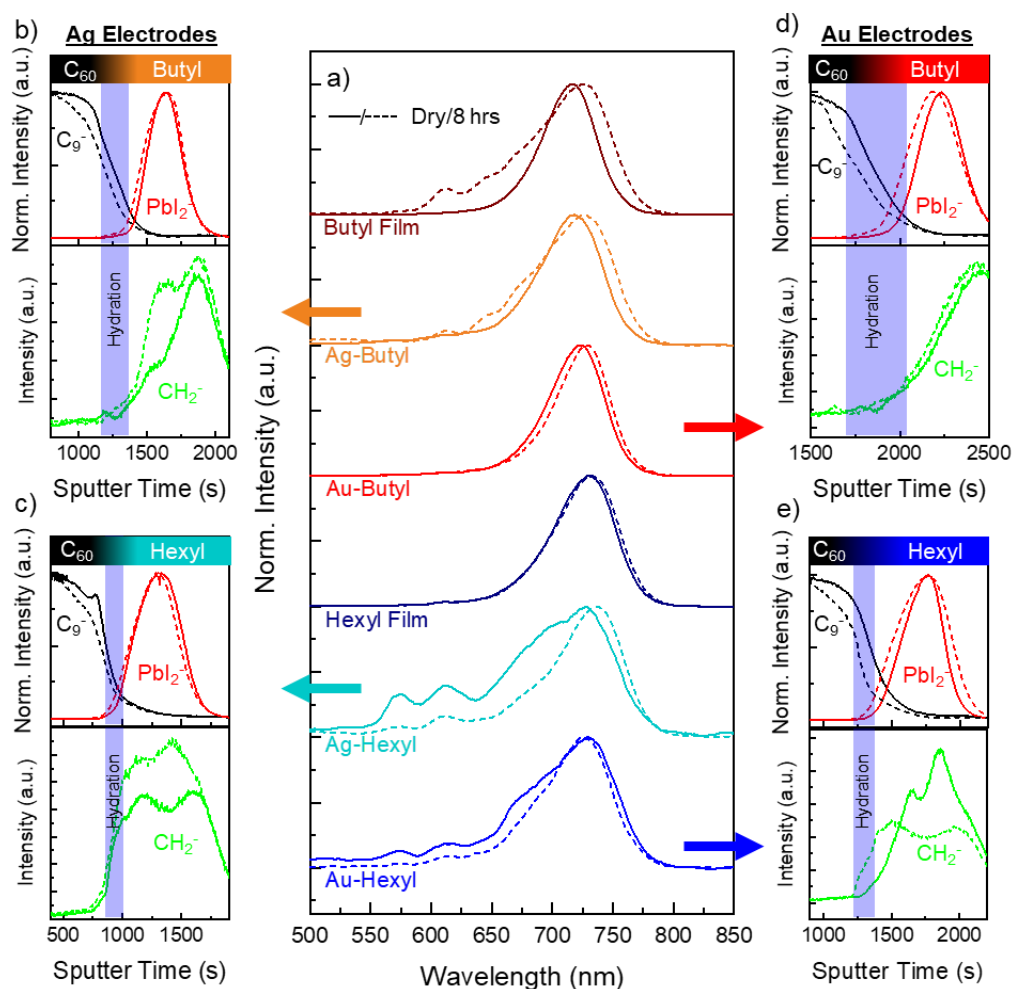 b)
Ag Electrodes
C60
Butyl
Norm. Intensity (a.u.)
C9-
PbI2-
Intensity (a.u.)
Hydration
CH2-
1000 1500 2000
Sputter Time (s)
c)
C60
Hexyl
Norm. Intensity (a.u.)
C9-
PbI2-
Intensity (a.u.)
Hydration
CH2-
500 1000 1500
Sputter Time (s)
a)
Dry/8 hrs
Butyl Film
Ag-Butyl
Au-Butyl
Hexyl Film
Ag-Hexyl
Au-Hexyl
Norm. Intensity (a.u.)
500 550 600 650 700 750 800 850
Wavelength (nm)
d)
Au Electrodes
C60
Butyl
Norm. Intensity (a.u.)
C9-
PbI2-
Intensity (a.u.)
Hydration
CH2-
1500 2000 2500
Sputter Time (s)
e)
C60
Hexyl
Norm. Intensity (a.u.)
C9-
PbI2-
Intensity (a.u.)
Hydration
CH2-
1000 1500 2000
Sputter Time (s)